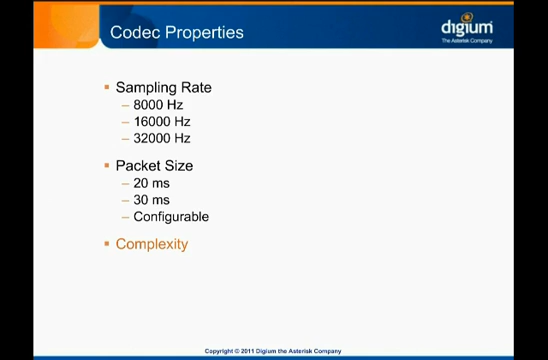 Codec Properties
digium
The Asterisk Company
Sampling Rate
– 8000 Hz
– 16000 Hz
– 32000 Hz
Packet Size
– 20 ms
– 30 ms
– Configurable
Complexity
Copyright © 2011 Digium the Asterisk Company